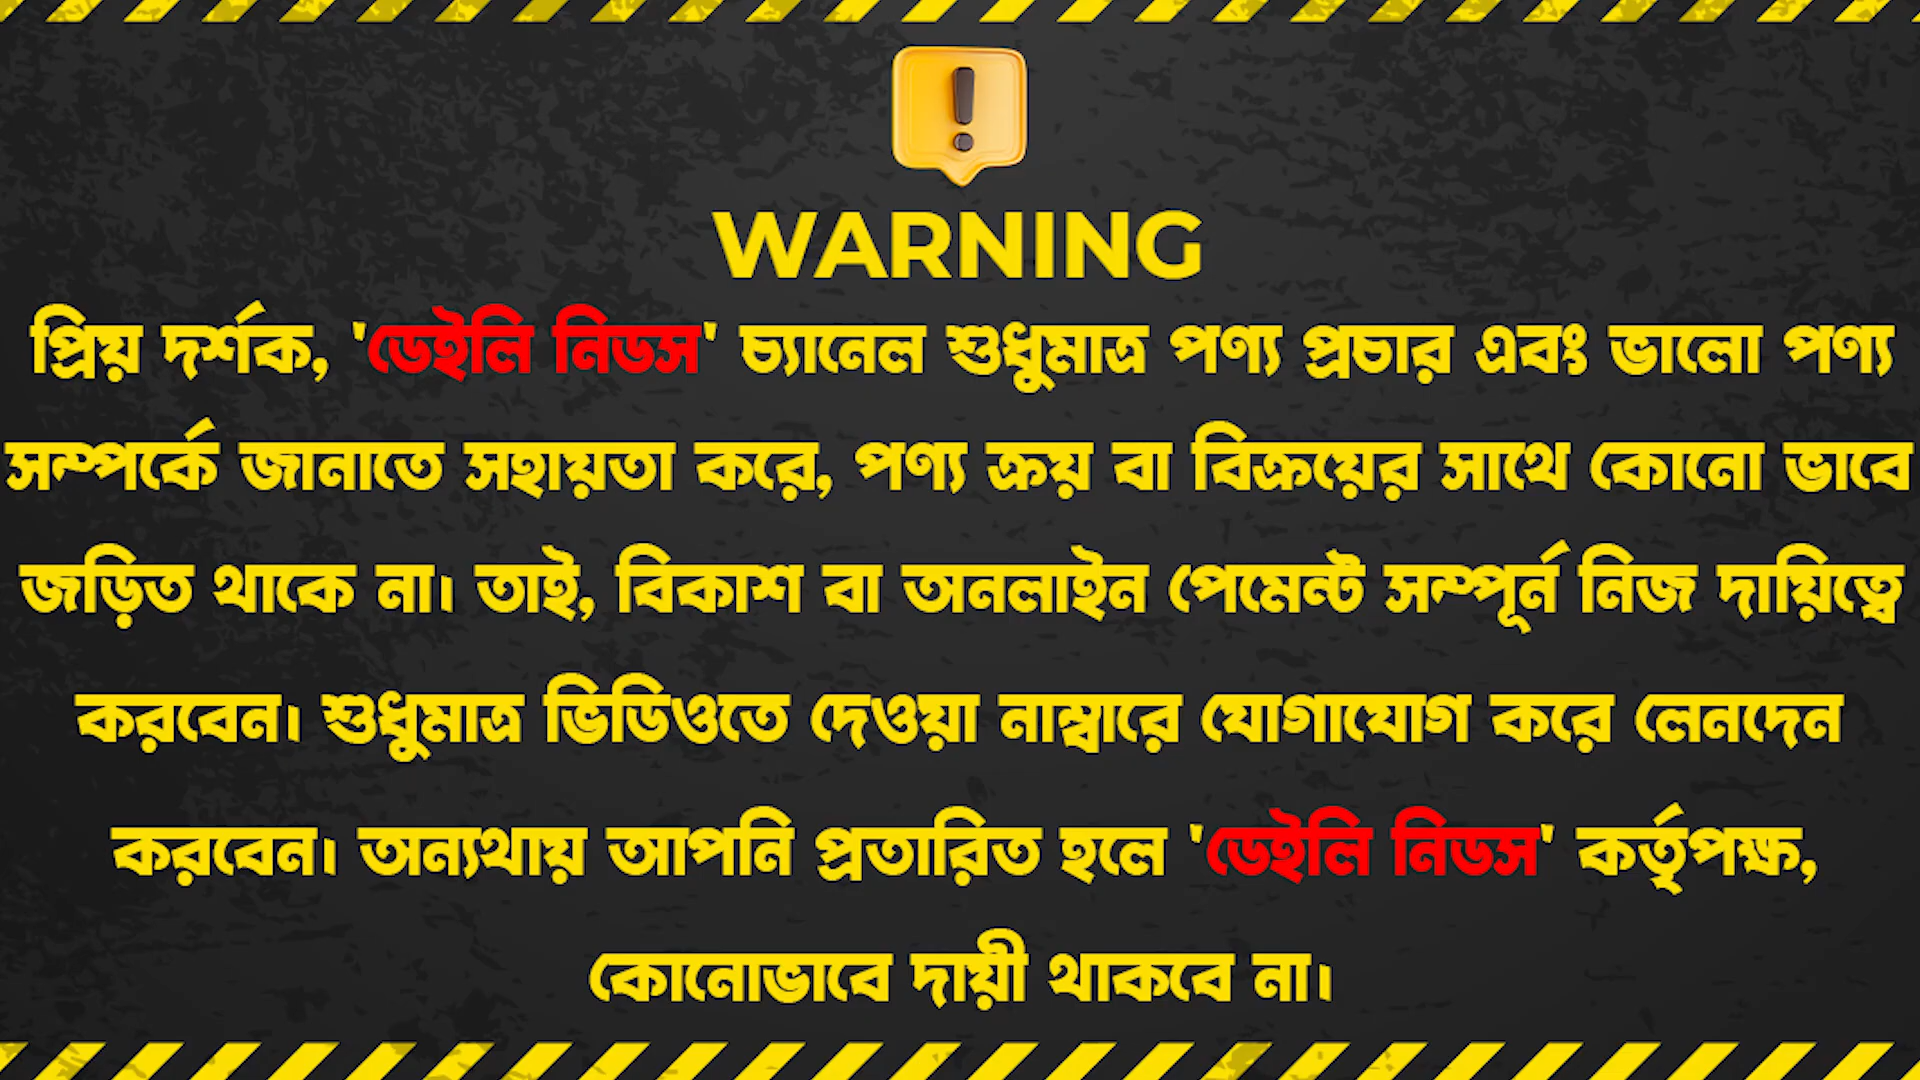 WARNING
প্রিয় দর্শক, 'ডেইলি নিডস' চ্যানেল শুধুমাত্র পণ্য প্রচার এবং ভালো পণ্য
সম্পর্কে জানাতে সহায়তা করে, পণ্য ক্রয় বা বিক্রয়ের সাথে কোনো ভাবে
জড়িত থাকে না। তাই, বিকাশ বা অনলাইন পেমেন্ট সম্পূর্ন নিজ দায়িত্বে
করবেন। শুধুমাত্র ভিডিওতে দেওয়া নাম্বারে যোগাযোগ করে লেনদেন
করবেন। অন্যথায় আপনি প্রতারিত হলে 'ডেইলি নিডস' কর্তৃপক্ষ,
কোনোভাবে দায়ী থাকবে না।